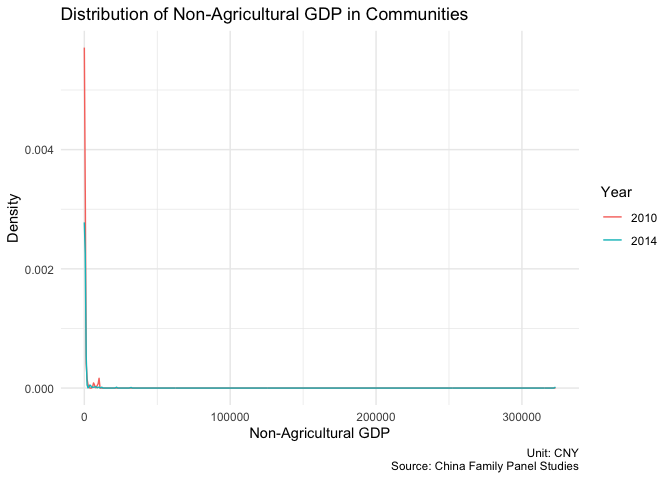 Distribution of Non-Agricultural GDP in Communities
Density
0.004
0.002
0.000
0
100000
200000
300000
Non-Agricultural GDP
Year
2010
2014
Unit: CNY
Source: China Family Panel Studies